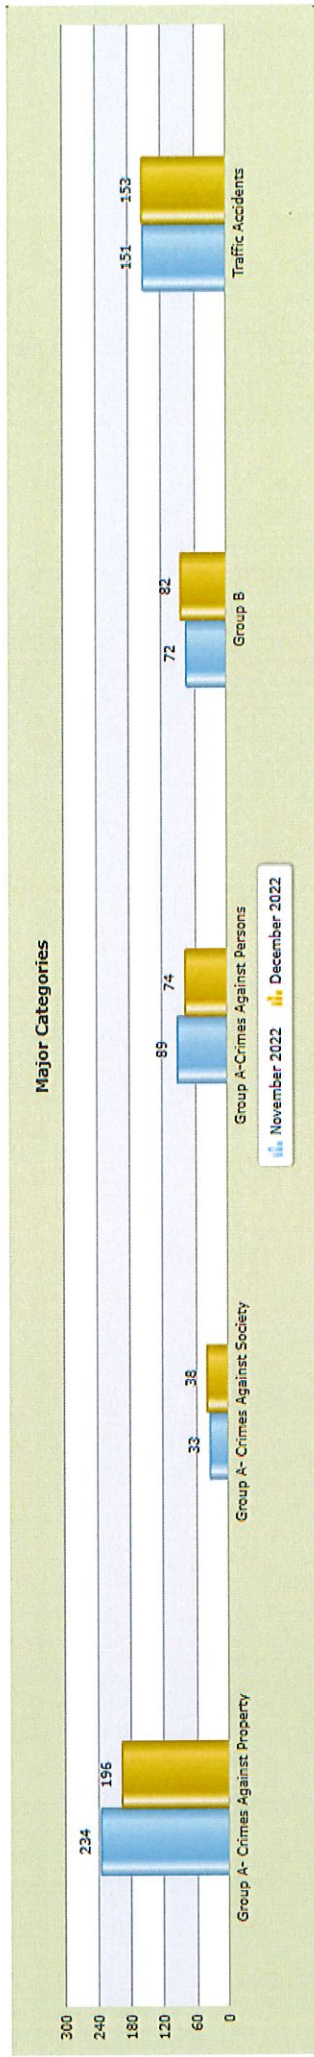 Major Categories
300
240
180
120
60
0
234 196 33 38 89 74 72 82 151 153
Group A- Crimes Against Property Group A- Crimes Against Society Group A-Crimes Against Persons Group B Traffic Accidents
November 2022 December 2022